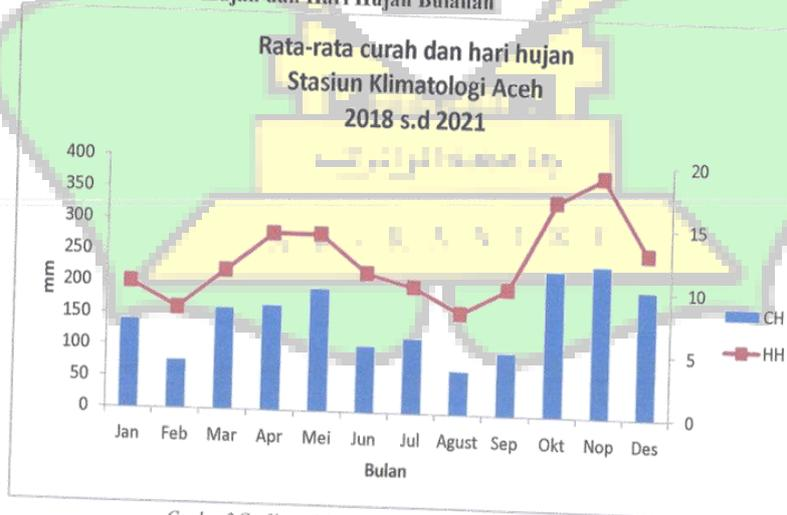 Hujan Bulanan
Rata-rata curah dan hari hujan
Stasiun Klimatologi Aceh
2018 s.d 2021
400
350
300
250
200
150
100
50
0
mm
20
15
10
5
0
CH
HH
Jan Feb Mar Apr Mei Jun Jul Agust Sep Okt Nop Des
Bulan